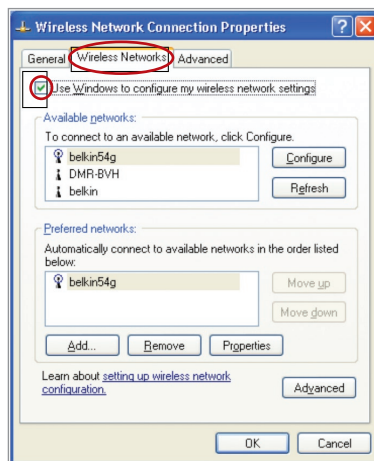 Wireless Network Connection Properties
General Wireless Networks Advanced
Use Windows to configure my wireless network settings
Available networks:
To connect to an available network, click Configure.
belkin54g
DMR-BVH
belkin
Configure
Refresh
Preferred networks:
Automatically connect to available networks in the order listed
below:
belkin54g
Move up
Move down
Add... Remove Properties
Learn about setting up wireless network
configuration.
Advanced
OK Cancel